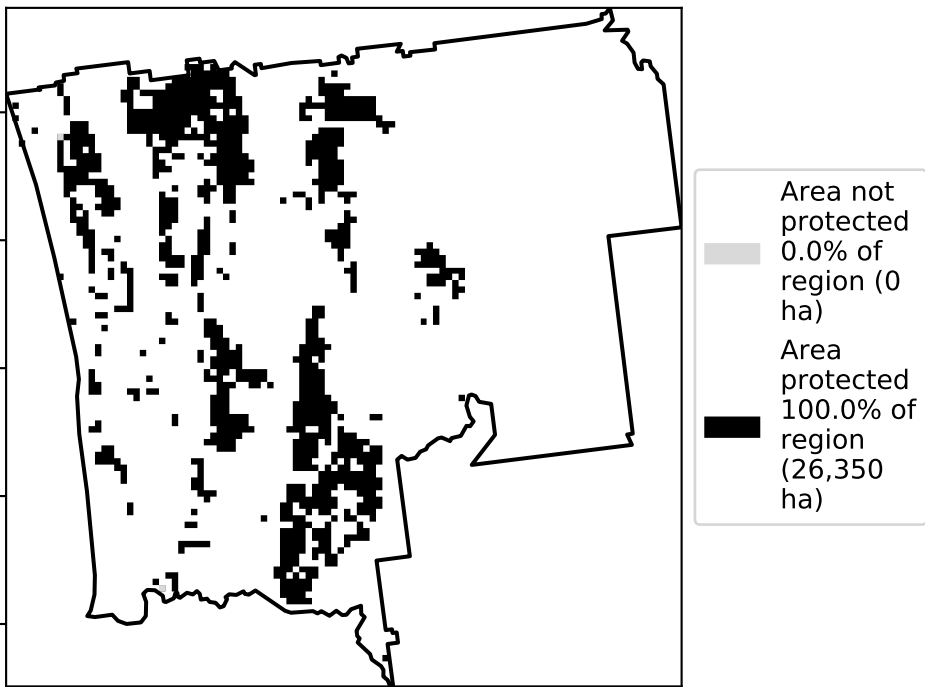 Area not
protected
0.0% of
region (0
ha)
Area
protected
100.0% of
region
(26,350
ha)